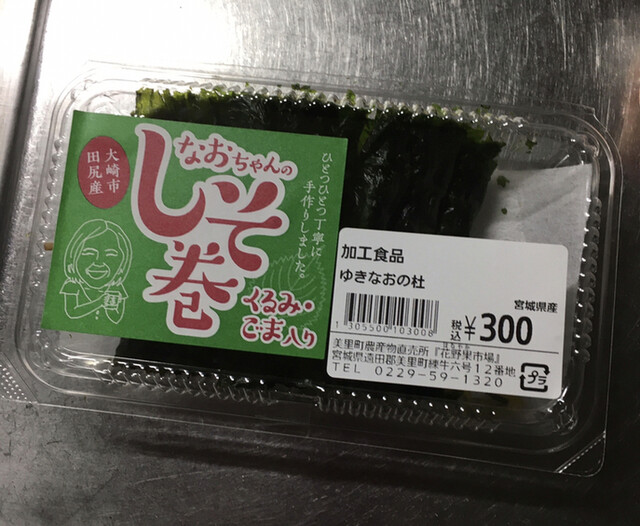 大崎市
田尻産
なおちゃんの
しそ巻
くるみ・
ごま入り
ひとつひとつ丁寧に
手作りしました。
加工食品
ゆきなおの杜
宮城県産
1305500103008
税込 ¥300
美里町農産物直売所『花野果市場』
宮城県遠田郡美里町練牛六号12番地
TEL 0229-59-1320
プラ